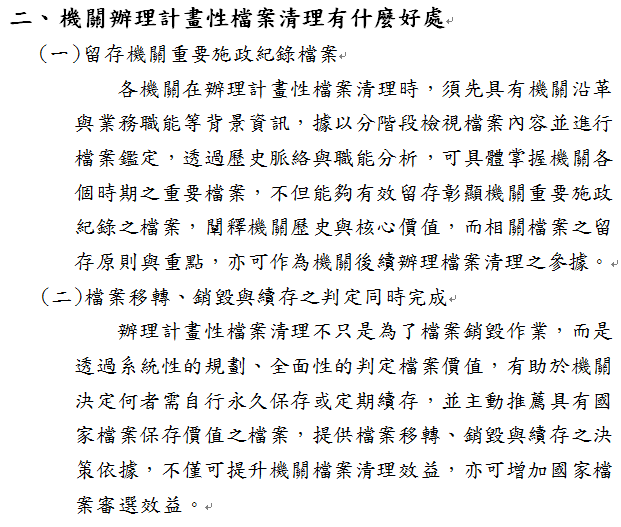 二、機關辦理計畫性檔案清理有什麼好處
(一)留存機關重要施政紀錄檔案
各機關在辦理計畫性檔案清理時，須先具有機關沿革
與業務職能等背景資訊，據以分階段檢視檔案內容並進行
檔案鑑定，透過歷史脈絡與職能分析，可具體掌握機關各
個時期之重要檔案，不但能夠有效留存彰顯機關重要施政
紀錄之檔案，闡釋機關歷史與核心價值，而相關檔案之留
存原則與重點，亦可作為機關後續辦理檔案清理之參據。
(二)檔案移轉、銷毀與續存之判定同時完成
辦理計畫性檔案清理不只是為了檔案銷毀作業，而是
透過系統性的規劃、全面性的判定檔案價值，有助於機關
決定何者需自行永久保存或定期續存，並主動推薦具有國
家檔案保存價值之檔案，提供檔案移轉、銷毀與續存之決
策依據，不僅可提升機關檔案清理效益，亦可增加國家檔
案審選效益。